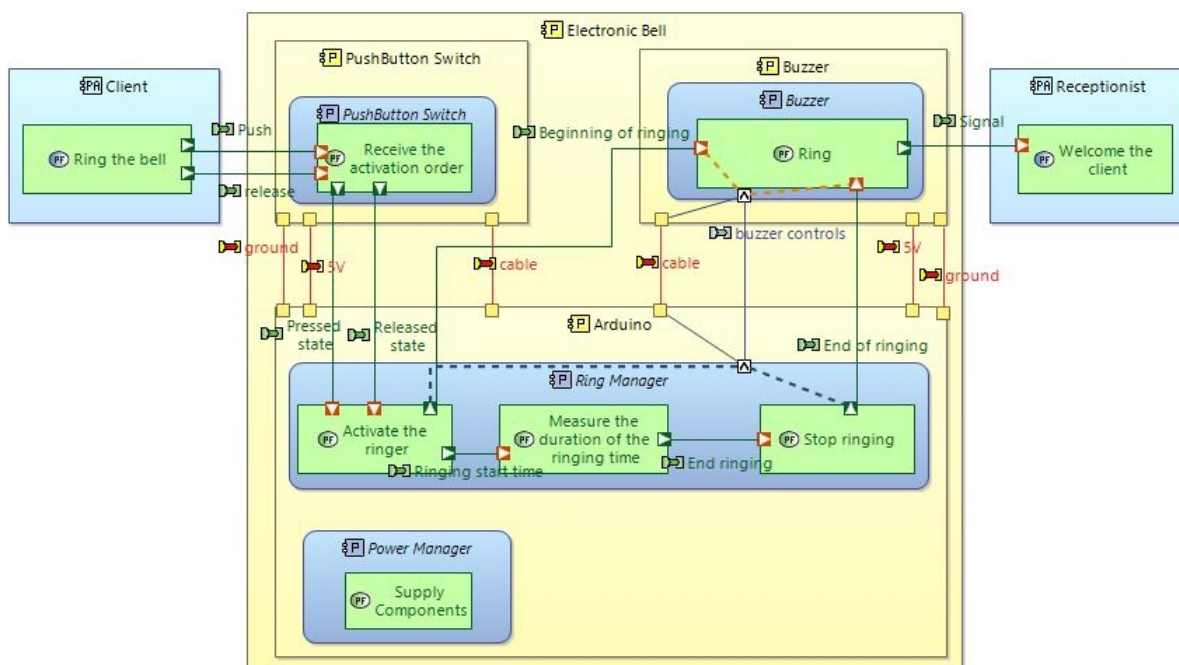 Electronic Bell
PushButton Switch
Buzzer
PA Client
PA Receptionist
PushButton Switch
Buzzer
Push
Beginning of ringing
Signal
PF Ring the bell
PF Receive the
activation order
PF Ring
PF Welcome the
client
release
ground
5V
cable
buzzer controls
cable
5V
ground
Arduino
Pressed
state
Released
state
End of ringing
Ring Manager
PF Activate the
ringer
PF Measure the
duration of the
ringing time
PF Stop ringing
Ringing start time
End ringing
Power Manager
PF Supply
Components